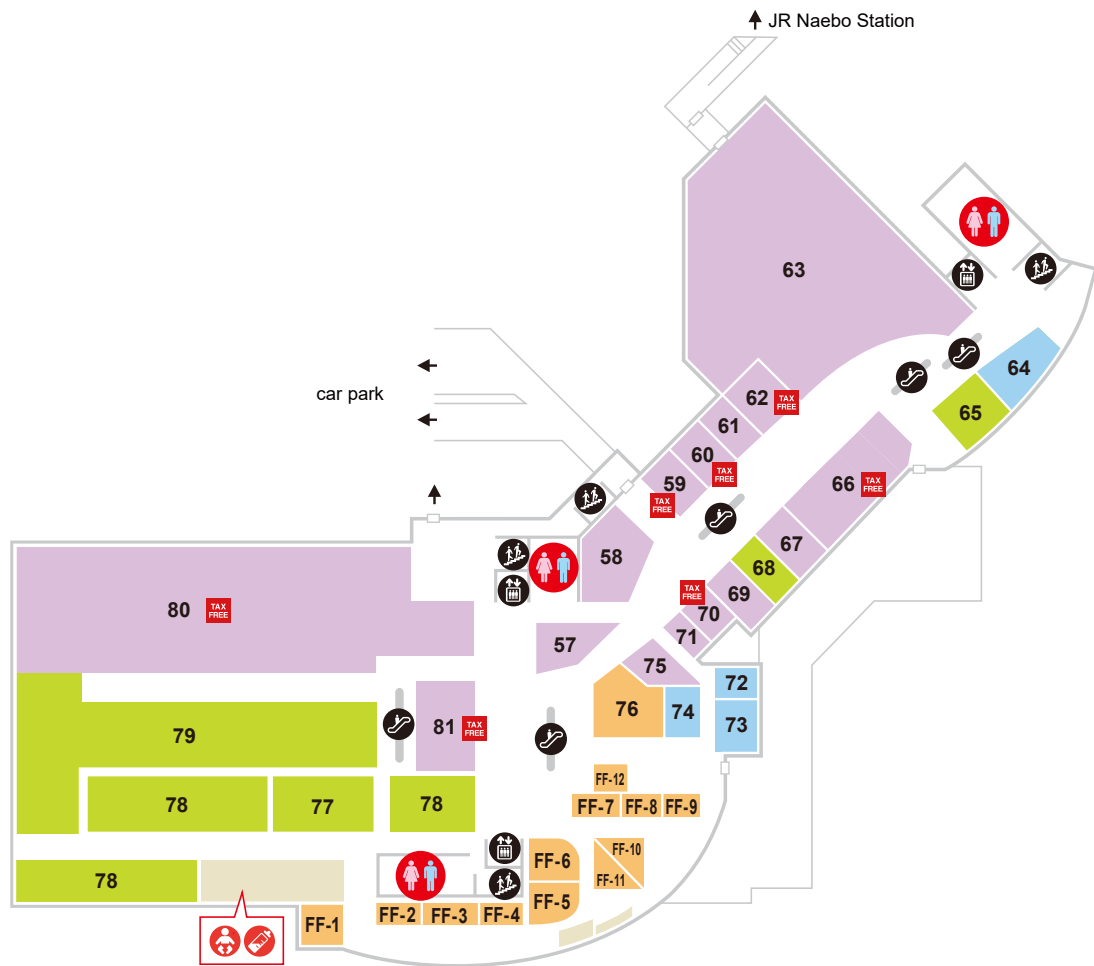 JR Naebo Station
63
64
car park
62
TAX
FREE
65
61
60
TAX
FREE
59
TAX
FREE
66
TAX
FREE
67
58
68
TAX
FREE
69
70
80
TAX
FREE
71
57
75
72
76
74
73
79
81
TAX
FREE
FF-12
78
77
78
FF-7
FF-8
FF-9
FF-6
FF-10
78
FF-11
FF-5
FF-1
FF-2
FF-3
FF-4